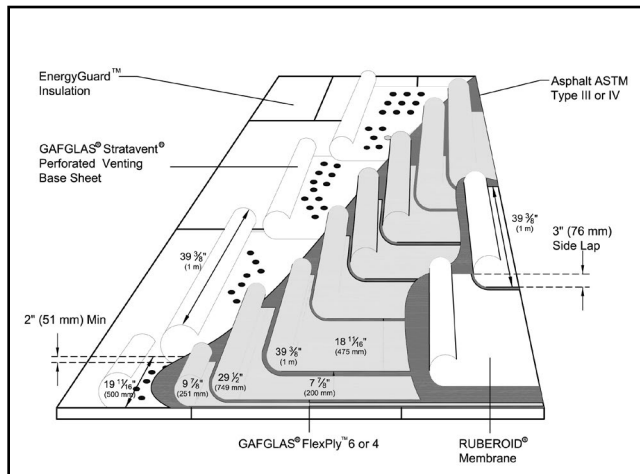 EnergyGuard™
Insulation
Asphalt ASTM
Type III or IV
GAFGLAS® Stratavent®
Perforated Venting
Base Sheet
39 ⅜"
(1 m)
3" (76 mm)
Side Lap
39 ⅜"
(1 m)
2" (51 mm) Min
19 11/16"
(500 mm)
9 ⅞"
(251 mm)
29 ½"
(749 mm)
39 ⅜"
(1 m)
18 11/16"
(475 mm)
7 ⅞"
(200 mm)
GAFGLAS® FlexPly™ 6 or 4
RUBEROID®
Membrane